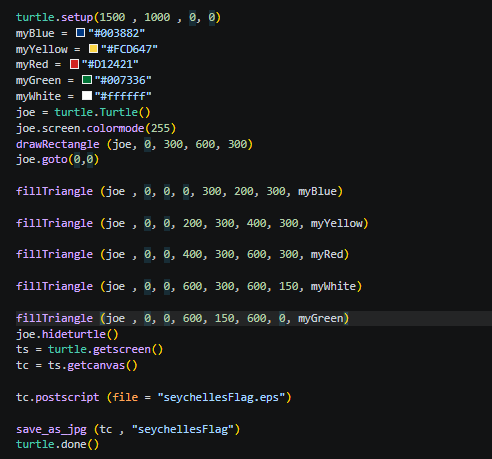 turtle.setup(1500 , 1000 , 0, 0)
myBlue = "#003882"
myYellow = "#FCD647"
myRed = "#D12421"
myGreen = "#007336"
myWhite = "#ffffff"
joe = turtle.Turtle()
joe.screen.colormode(255)
drawRectangle (joe, 0, 300, 600, 300)
joe.goto(0,0)
fillTriangle (joe , 0, 0, 0, 300, 200, 300, myBlue)
fillTriangle (joe , 0, 0, 200, 300, 400, 300, myYellow)
fillTriangle (joe , 0, 0, 400, 300, 600, 300, myRed)
fillTriangle (joe , 0, 0, 600, 300, 600, 150, myWhite)
fillTriangle (joe , 0, 0, 600, 150, 600, 0, myGreen)
joe.hideturtle()
ts = turtle.getscreen()
tc = ts.getcanvas()
tc.postscript (file = "seychellesFlag.eps")
save_as_jpg (tc , "seychellesFlag")
turtle.done()